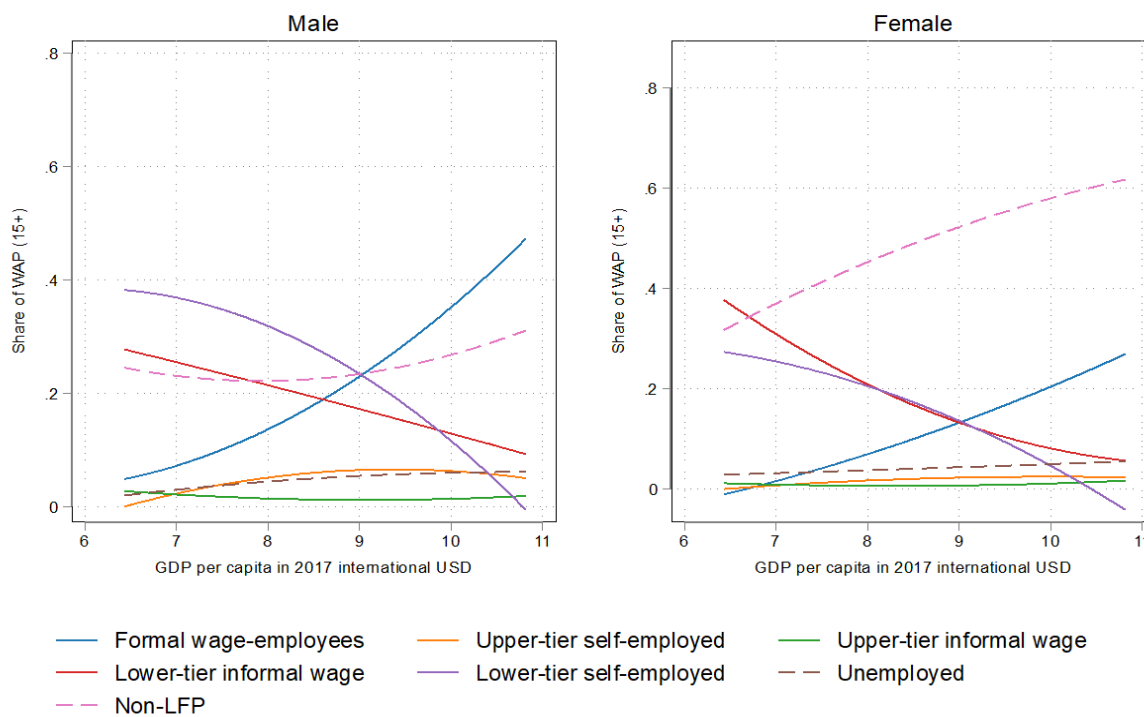 Male
Female
Share of WAP (15+)
.8
.6
.4
.2
0
6 7 8 9 10 11
GDP per capita in 2017 international USD
Share of WAP (15+)
.8
.6
.4
.2
0
6 7 8 9 10 11
GDP per capita in 2017 international USD
Formal wage-employees
Upper-tier self-employed
Upper-tier informal wage
Lower-tier informal wage
Lower-tier self-employed
Unemployed
Non-LFP